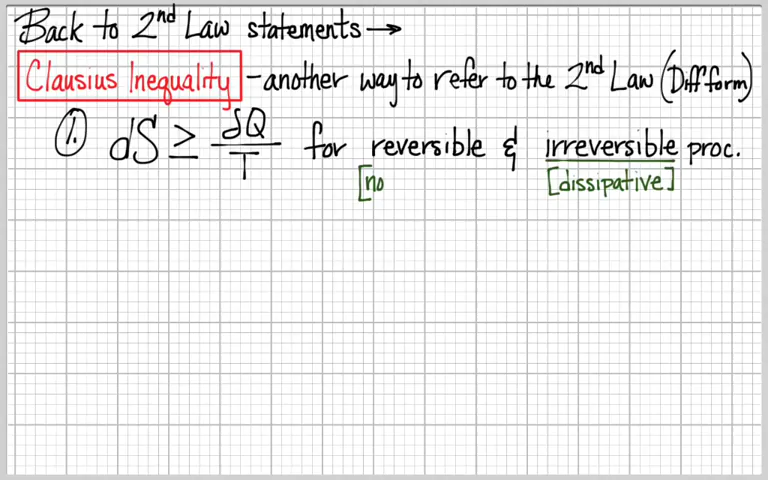 Back to 2nd Law statements →
Clausius Inequality - another way to refer to the 2nd Law (Diff form)
1. dS ≥ δQ/T for reversible & irreversible proc.
[no [dissipative]